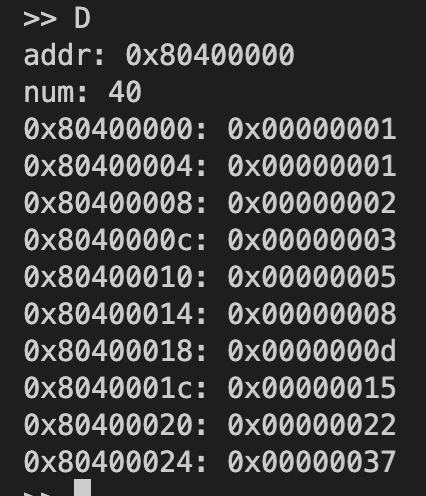 >> D
addr: 0x80400000
num: 40
0x80400000: 0x00000001
0x80400004: 0x00000001
0x80400008: 0x00000002
0x8040000c: 0x00000003
0x80400010: 0x00000005
0x80400014: 0x00000008
0x80400018: 0x0000000d
0x8040001c: 0x00000015
0x80400020: 0x00000022
0x80400024: 0x00000037
>>